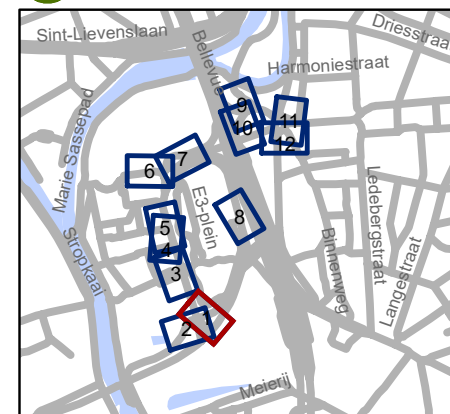 Sint-Lievenslaan
Bellevue
Driesstraa
Harmoniestraat
Marie Sassepad
9
10
11
12
7
6
E3-plein
8
5
4
3
Stropkaai
Ledebergstraat
Binnenweg
Langestraat
1
2
Meierij